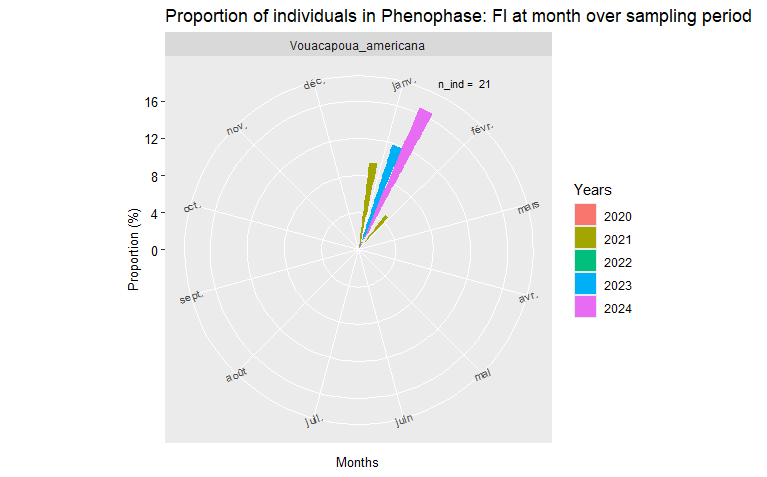 Proportion of individuals in Phenophase: FI at month over sampling period
Vouacapoua_americana
n_ind = 21
janv.
févr.
mars
avr.
mai
juin
juil.
août
sept.
oct.
nov.
déc.
16
12
8
4
0
Proportion (%)
Months
Years
2020
2021
2022
2023
2024